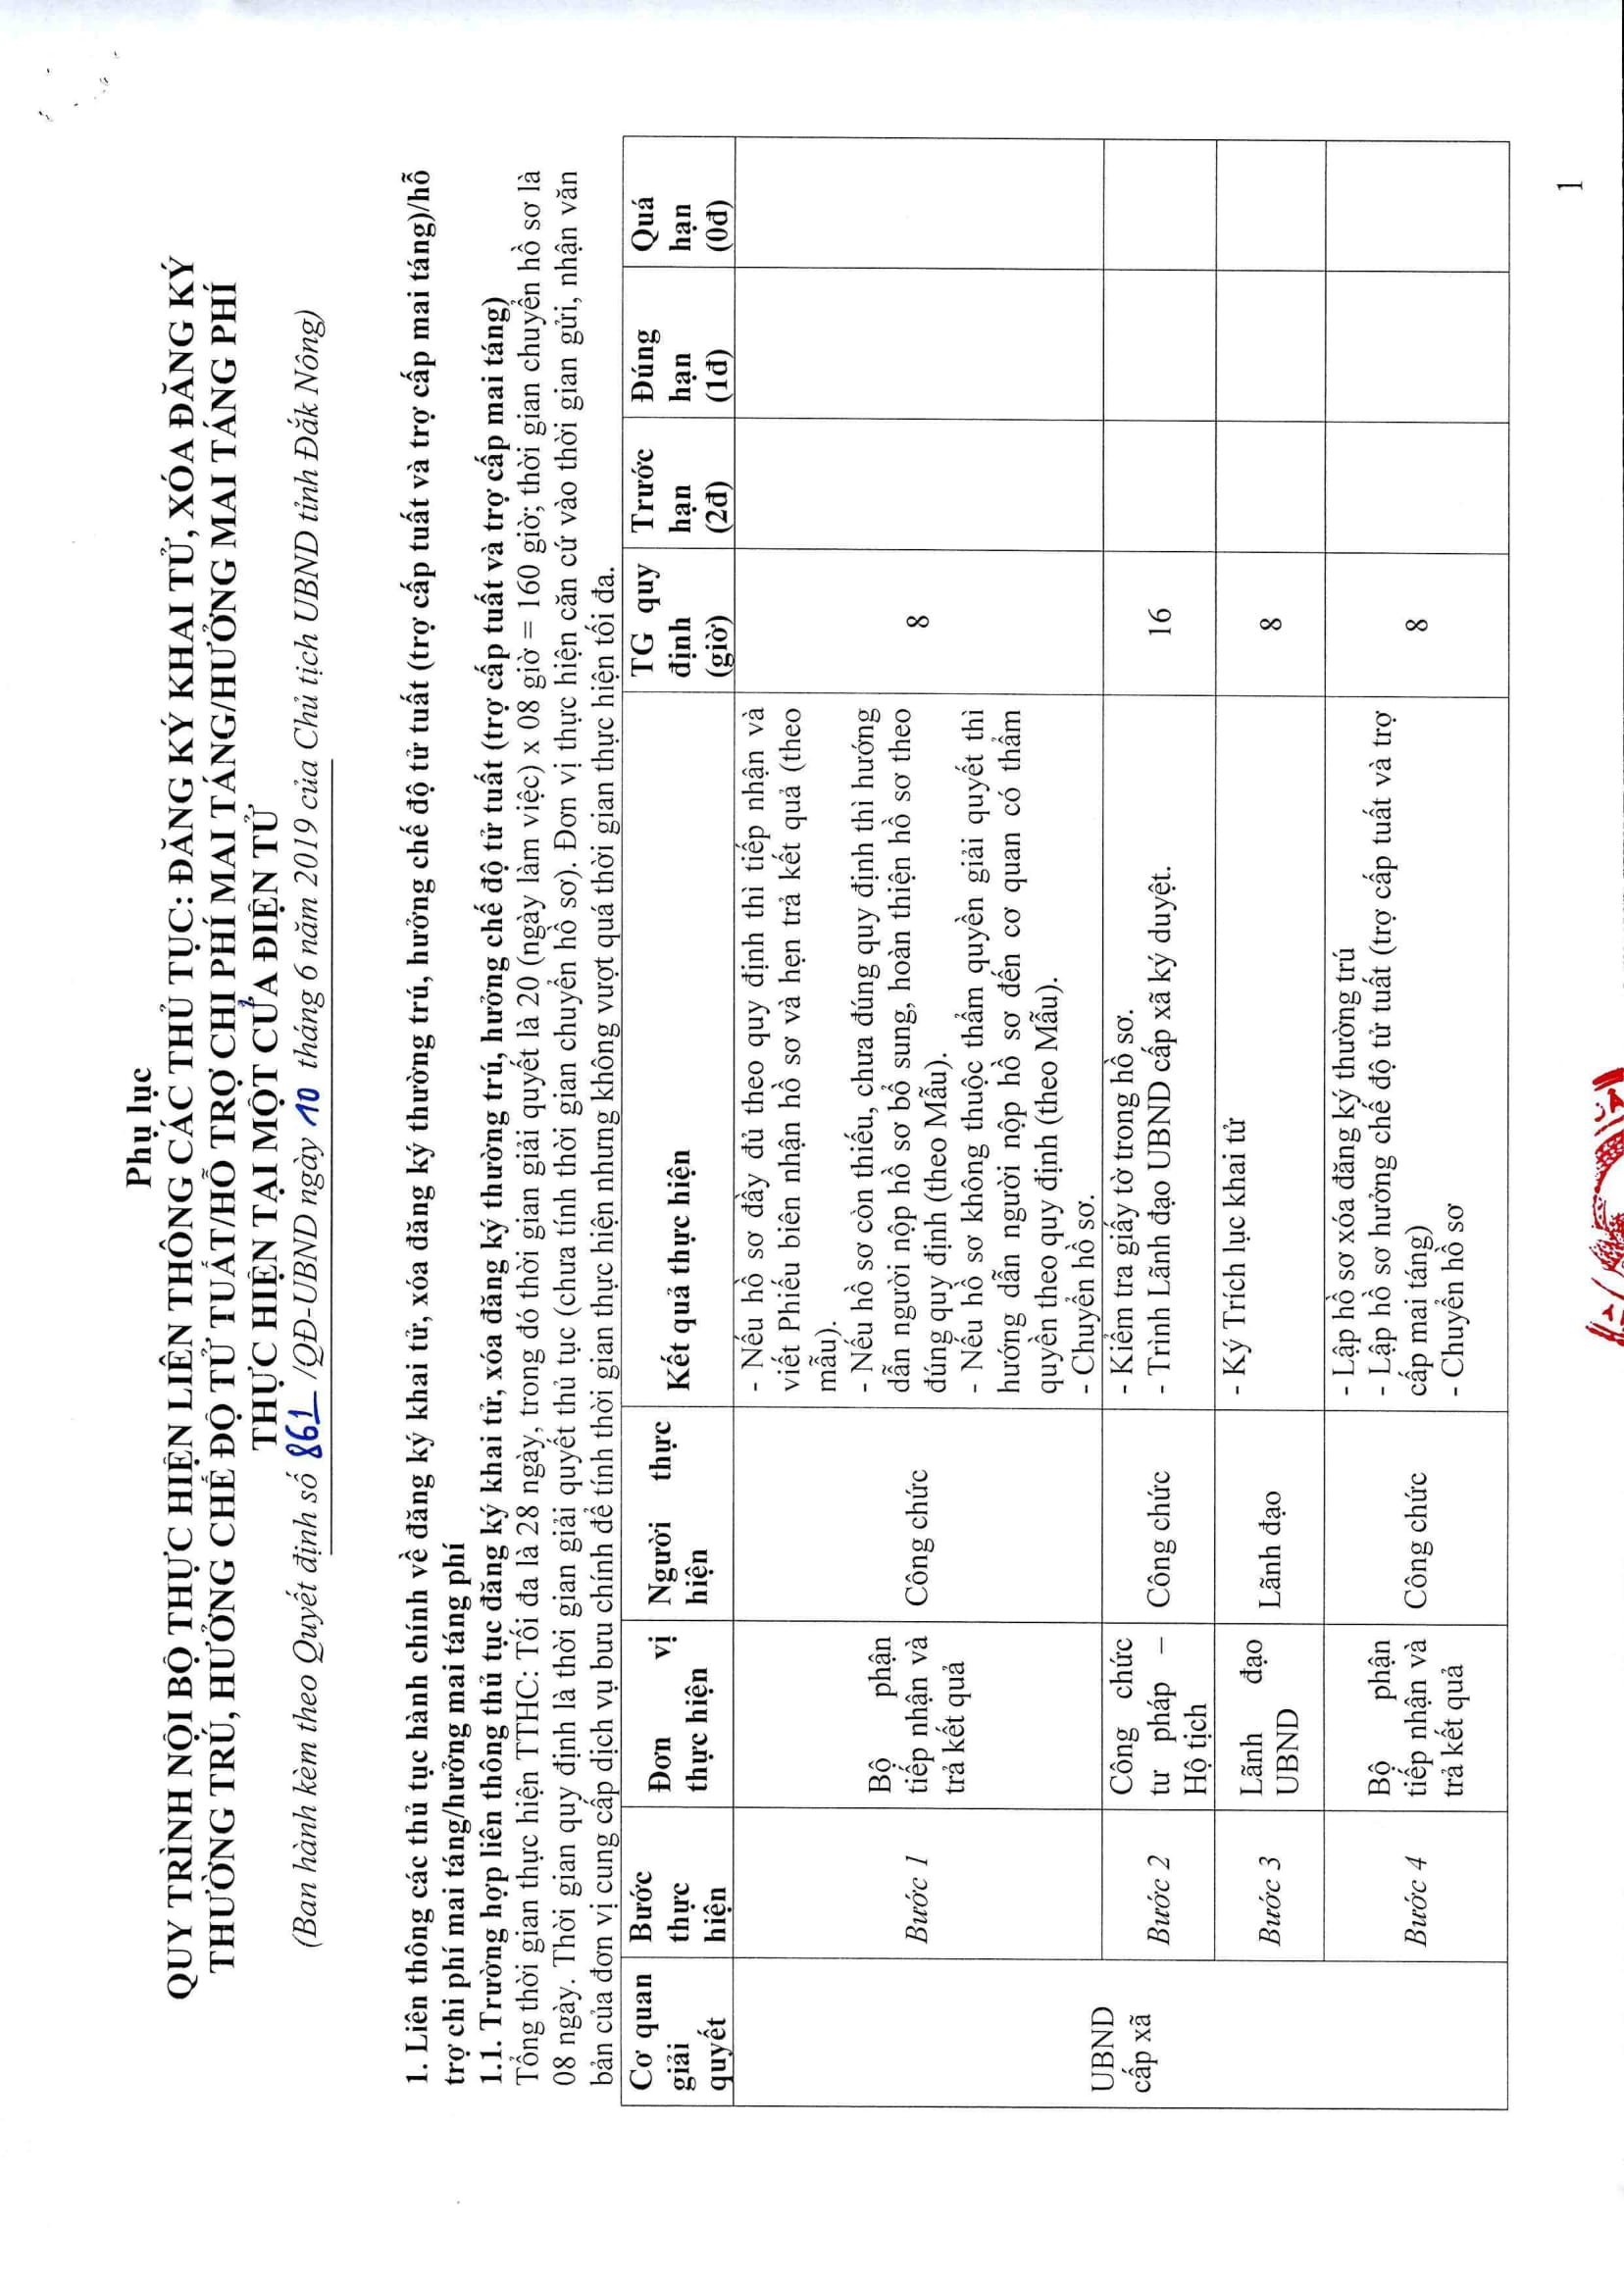 Phụ lục
QUY TRÌNH NỘI BỘ THỰC HIỆN LIÊN THÔNG CÁC THỦ TỤC: ĐĂNG KÝ KHAI TỬ, XÓA ĐĂNG KÝ
THƯỜNG TRÚ, HƯỞNG CHẾ ĐỘ TỬ TUẤT/HỖ TRỢ CHI PHÍ MAI TÁNG/HƯỞNG MAI TÁNG PHÍ
THỰC HIỆN TẠI MỘT CỬA ĐIỆN TỬ
(Ban hành kèm theo Quyết định số 861 /QĐ-UBND ngày 10 tháng 6 năm 2019 của Chủ tịch UBND tỉnh Đắk Nông)
1. Liên thông các thủ tục hành chính về đăng ký khai tử, xóa đăng ký thường trú, hưởng chế độ tử tuất (trợ cấp tuất và trợ cấp mai táng)/hỗ
trợ chi phí mai táng/hưởng mai táng phí
1.1. Trường hợp liên thông thủ tục đăng ký khai tử, xóa đăng ký thường trú, hưởng chế độ tử tuất (trợ cấp tuất và trợ cấp mai táng)
Tổng thời gian thực hiện TTHC: Tối đa là 28 ngày, trong đó thời gian giải quyết là 20 (ngày làm việc) x 08 giờ = 160 giờ; thời gian chuyển hồ sơ là
08 ngày. Thời gian quy định là thời gian giải quyết thủ tục (chưa tính thời gian chuyển hồ sơ). Đơn vị thực hiện căn cứ vào thời gian gửi, nhận văn
bản của đơn vị cung cấp dịch vụ bưu chính để tính thời gian thực hiện nhưng không vượt quá thời gian thực hiện tối đa.
Cơ quan
giải
quyết
Bước
thực
hiện
Đơn vị
thực hiện
Người thực
hiện
Kết quả thực hiện
TG quy
định
(giờ)
Trước
hạn
(2đ)
Đúng
hạn
(1đ)
Quá
hạn
(0đ)
UBND
cấp xã
Bước 1
Bộ phận
tiếp nhận và
trả kết quả
Công chức
- Nếu hồ sơ đầy đủ theo quy định thì tiếp nhận và
viết Phiếu biên nhận hồ sơ và hẹn trả kết quả (theo
mẫu).
- Nếu hồ sơ còn thiếu, chưa đúng quy định thì hướng
dẫn người nộp hồ sơ bổ sung, hoàn thiện hồ sơ theo
đúng quy định (theo Mẫu).
- Nếu hồ sơ không thuộc thẩm quyền giải quyết thì
hướng dẫn người nộp hồ sơ đến cơ quan có thẩm
quyền theo quy định (theo Mẫu).
- Chuyển hồ sơ.
8
Bước 2
Công chức
tư pháp –
Hộ tịch
Công chức
- Kiểm tra giấy tờ trong hồ sơ.
- Trình Lãnh đạo UBND cấp xã ký duyệt.
16
Bước 3
Lãnh đạo
UBND
Lãnh đạo
- Ký Trích lục khai tử
8
Bước 4
Bộ phận
tiếp nhận và
trả kết quả
Công chức
- Lập hồ sơ xóa đăng ký thường trú
- Lập hồ sơ hưởng chế độ tử tuất (trợ cấp tuất và trợ
cấp mai táng)
- Chuyển hồ sơ
8
1